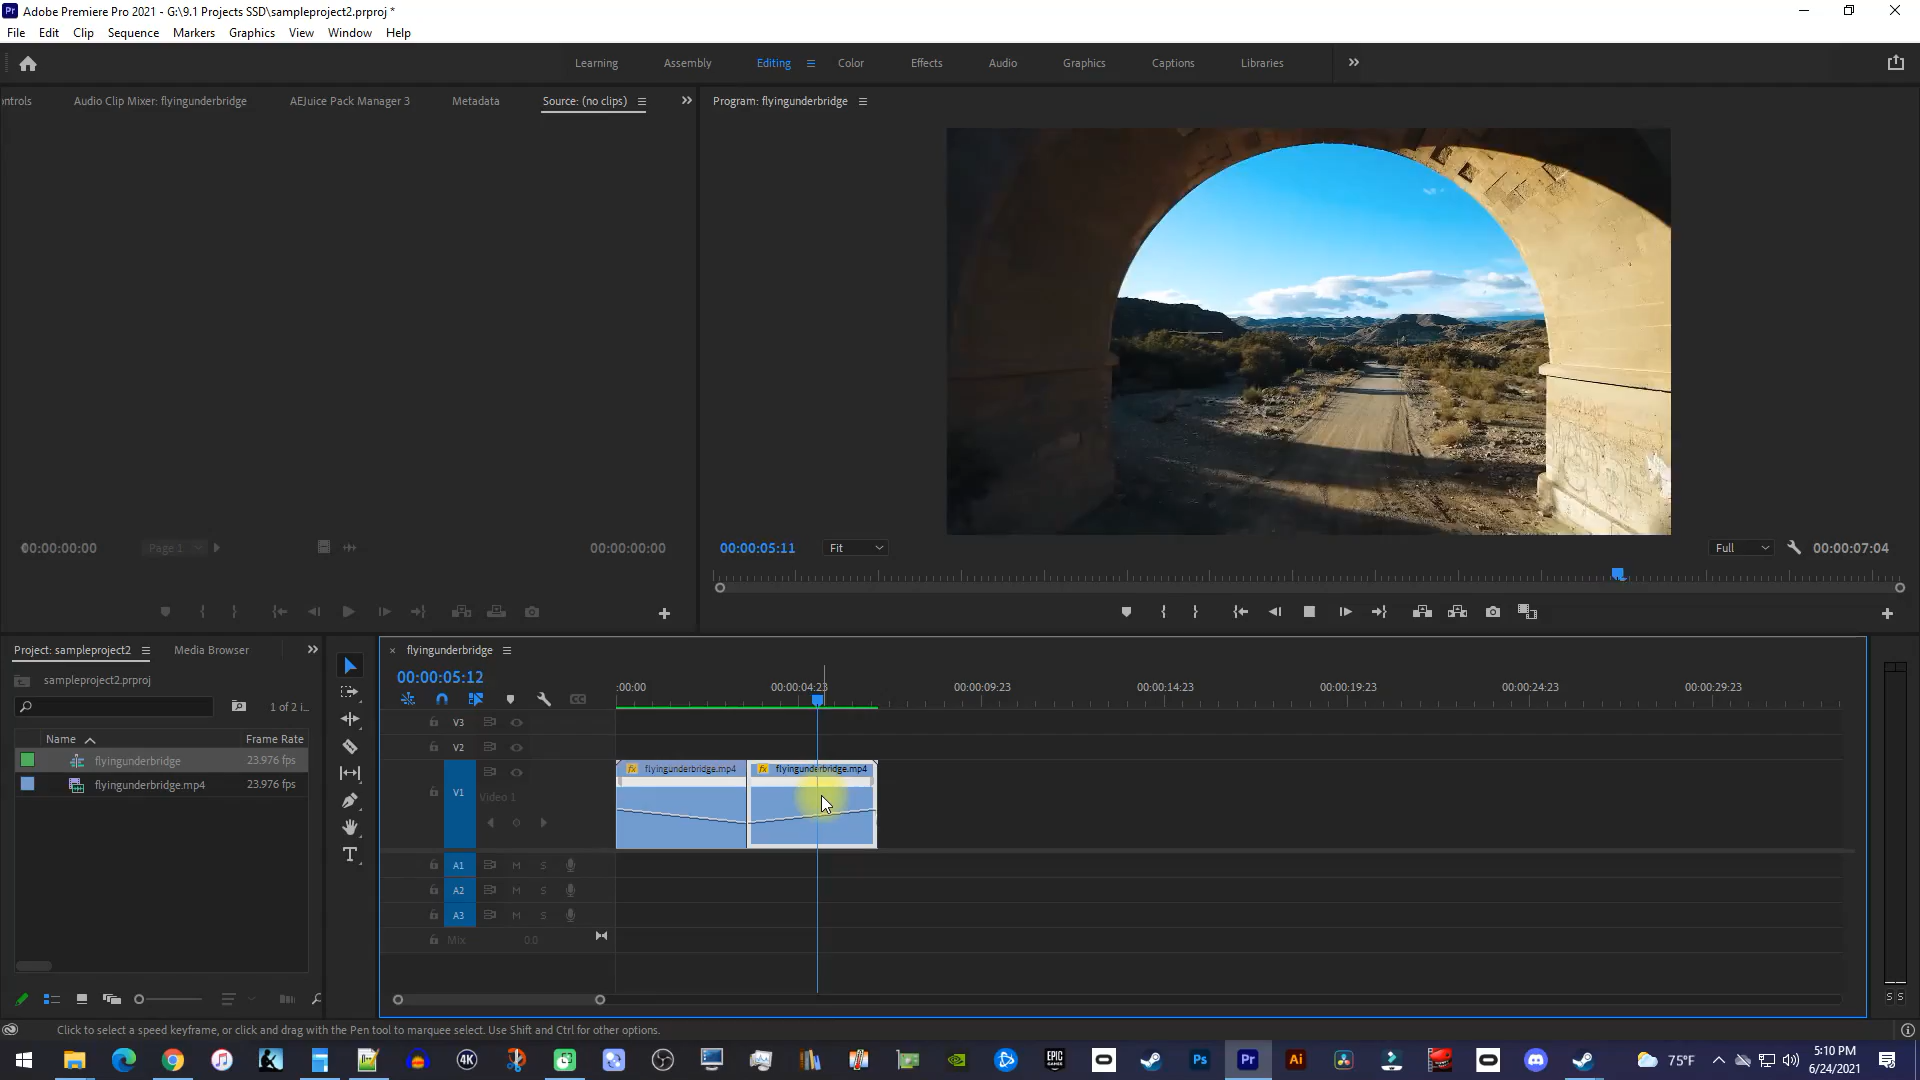 Adobe Premiere Pro 2021 - G:\9.1 Projects SSD\sampleproject2.prproj *
File Edit Clip Sequence Markers Graphics View Window Help
Learning Assembly Editing Color Effects Audio Graphics Captions Libraries
ntrols Audio Clip Mixer: flyingunderbridge AEJuice Pack Manager 3 Metadata Source: (no clips)
Program: flyingunderbridge
00:00:00:00 Page 1 00:00:00:00
00:00:05:11 Fit Full 00:00:07:04
Project: sampleproject2 Media Browser
sampleproject2.prproj
1 of 2 i...
Name Frame Rate
flyingunderbridge 23.976 fps
flyingunderbridge.mp4 23.976 fps
flyingunderbridge
00:00:05:12
:00:00 00:00:04:23 00:00:09:23 00:00:14:23 00:00:19:23 00:00:24:23 00:00:29:23
V3
V2
flyingunderbridge.mp4 flyingunderbridge.mp4
V1 Video 1
A1 M S
A2 M S
A3 M S
Mix 0.0
S S
Click to select a speed keyframe, or click and drag with the Pen tool to marquee select. Use Shift and Ctrl for other options.
4K EPIC GAMES Ps Pr Ai 75°F
5:10 PM
6/24/2021